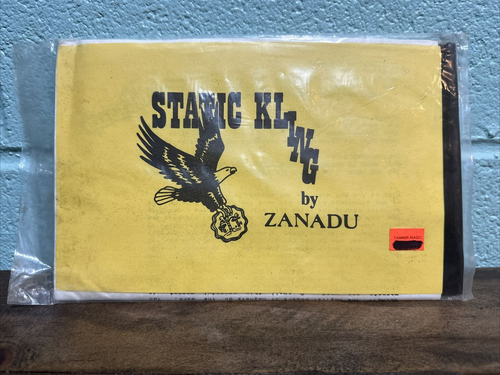 STATIC KLING
by
ZANADU